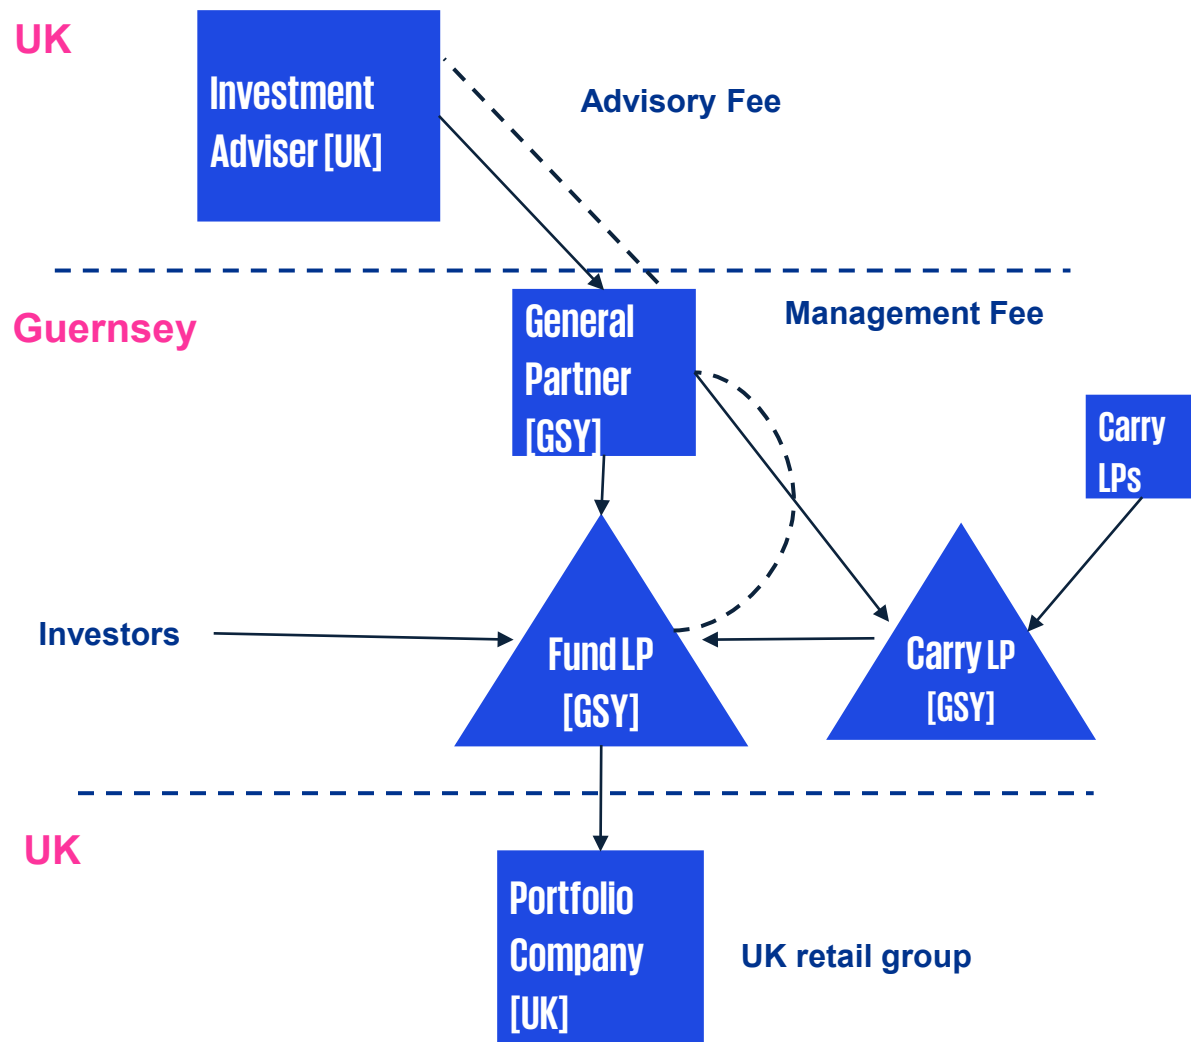 UK
Investment
Adviser [UK]
Advisory Fee
Guernsey
General
Partner
[GSY]
Management Fee
Carry
LPs
Investors
Fund LP
[GSY]
Carry LP
[GSY]
UK
Portfolio
Company
[UK]
UK retail group